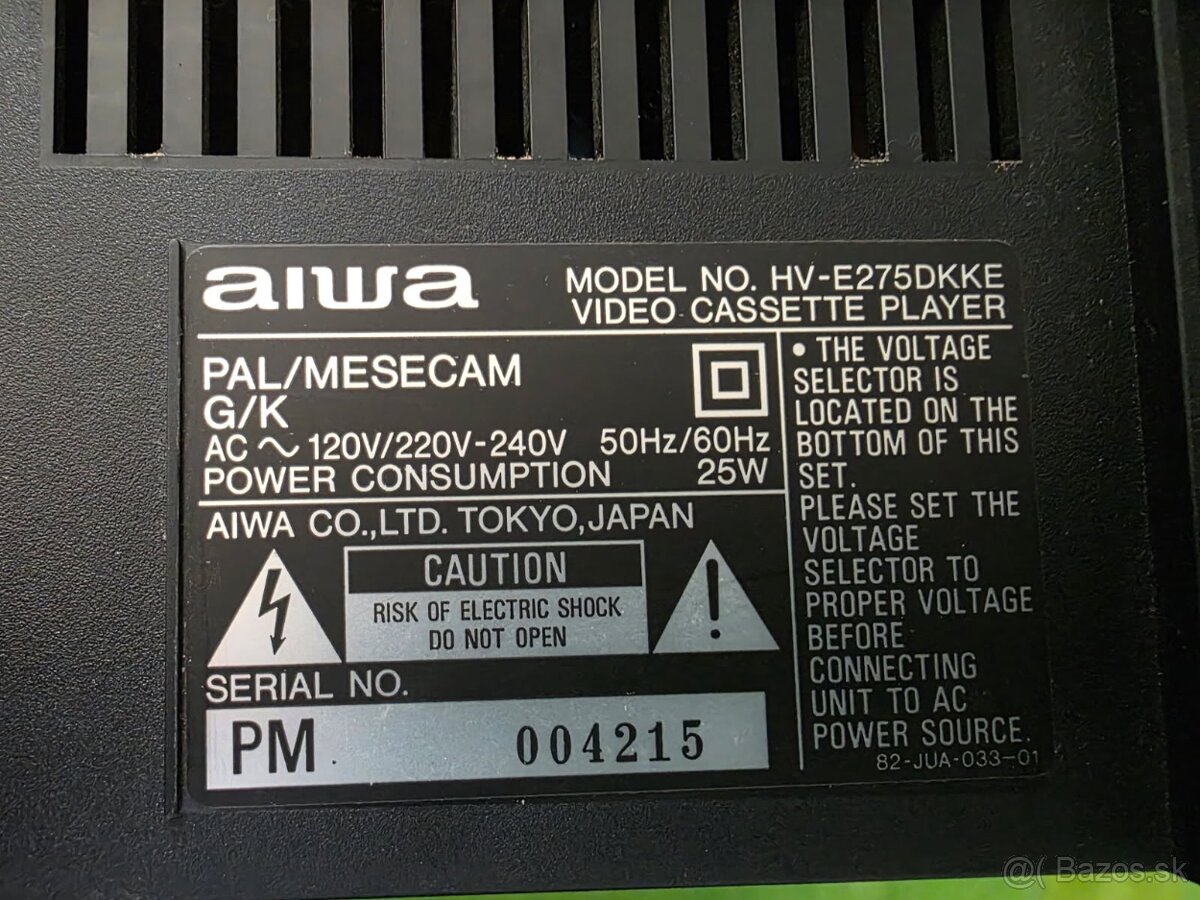 aiwa
MODEL NO. HV-E275DKKE
VIDEO CASSETTE PLAYER
PAL/MESECAM
G/K
AC ~ 120V/220V-240V 50Hz/60Hz
POWER CONSUMPTION 25W
AIWA CO.,LTD. TOKYO,JAPAN
CAUTION
RISK OF ELECTRIC SHOCK
DO NOT OPEN
SERIAL NO.
PM 004215
• THE VOLTAGE
SELECTOR IS
LOCATED ON THE
BOTTOM OF THIS
SET.
PLEASE SET THE
VOLTAGE
SELECTOR TO
PROPER VOLTAGE
BEFORE
CONNECTING
UNIT TO AC
POWER SOURCE.
82-JUA-033-01
@( Bazos.sk